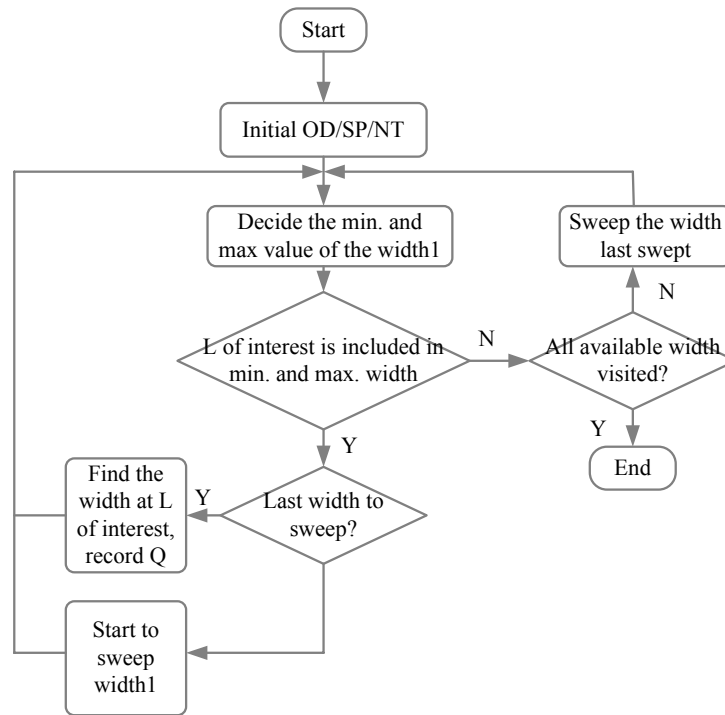 Start
Initial OD/SP/NT
Decide the min. and
max value of the width1
Sweep the width
last swept
N
L of interest is included in
min. and max. width
N
All available width
visited?
Y
Y
End
Find the
width at L
of interest,
record Q
Y
Last width to
sweep?
Start to
sweep
width1